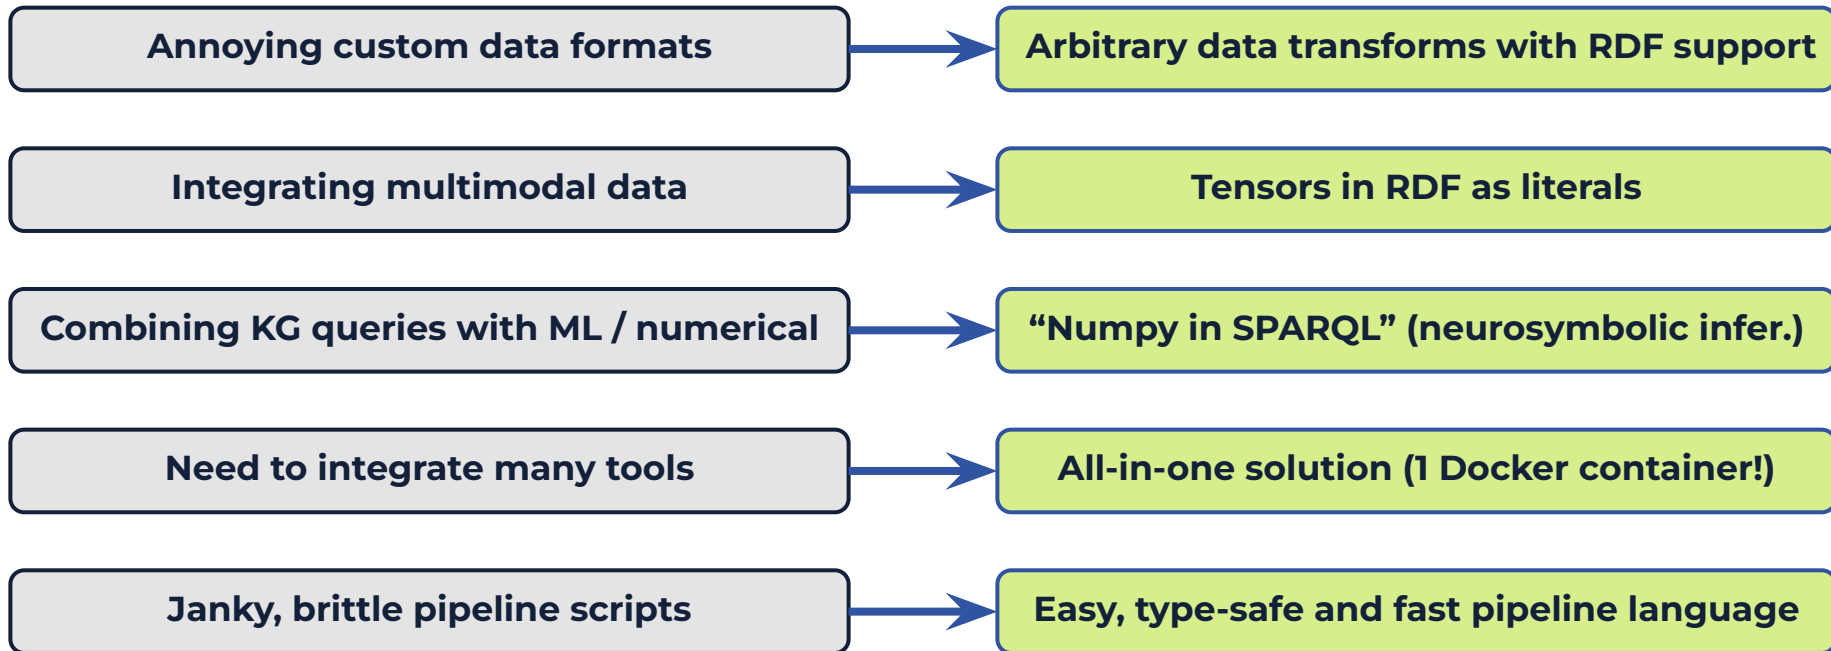 Annoying custom data formats
Arbitrary data transforms with RDF support
Integrating multimodal data
Tensors in RDF as literals
Combining KG queries with ML / numerical
“Numpy in SPARQL” (neurosymbolic infer.)
Need to integrate many tools
All-in-one solution (1 Docker container!)
Janky, brittle pipeline scripts
Easy, type-safe and fast pipeline language